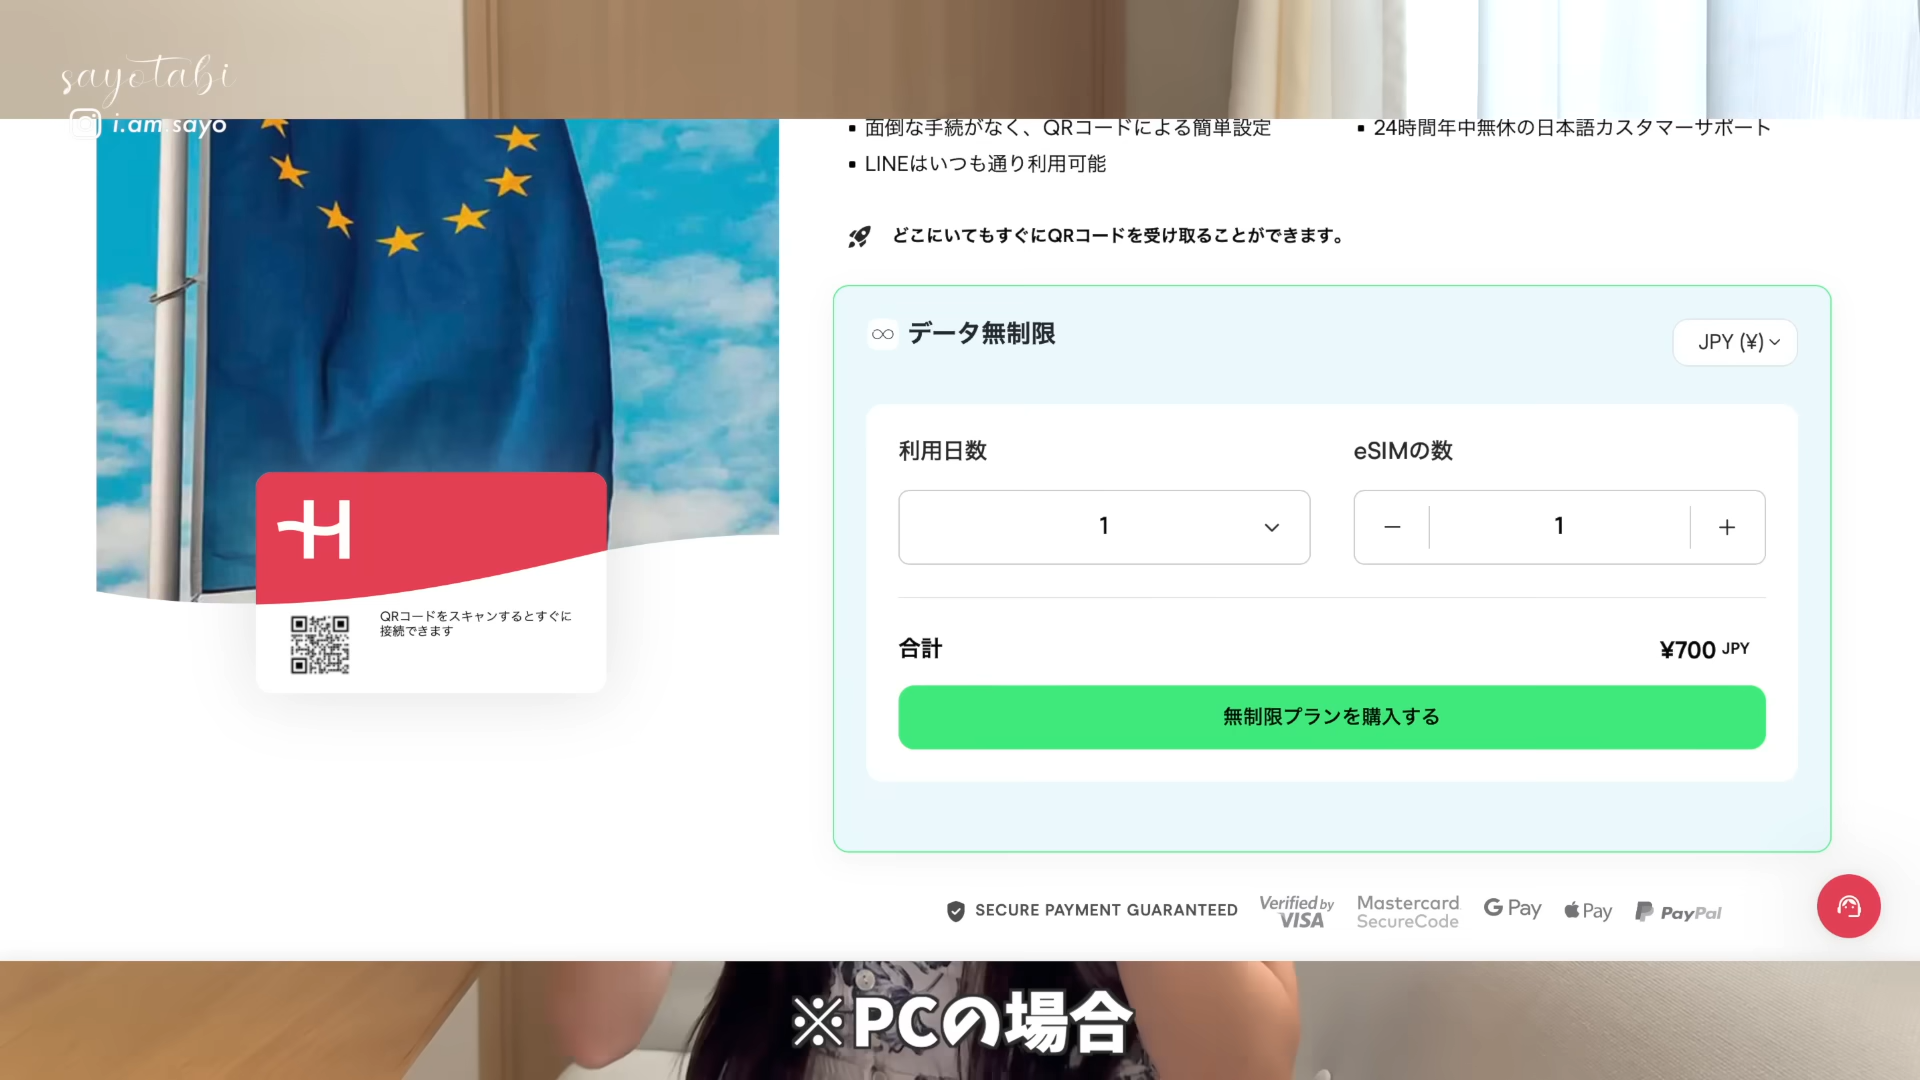 sayotabi
i.am.sayo
面倒な手続がなく、QRコードによる簡単設定
24時間年中無休の日本語カスタマーサポート
LINEはいつも通り利用可能
どこにいてもすぐにQRコードを受け取ることができます。
データ無制限
JPY (¥)
利用日数
eSIMの数
1
1
合計
¥700 JPY
無制限プランを購入する
H
QRコードをスキャンするとすぐに
接続できます
SECURE PAYMENT GUARANTEED
Verified by
VISA
Mastercard
SecureCode
G Pay
Pay
PayPal
※PCの場合